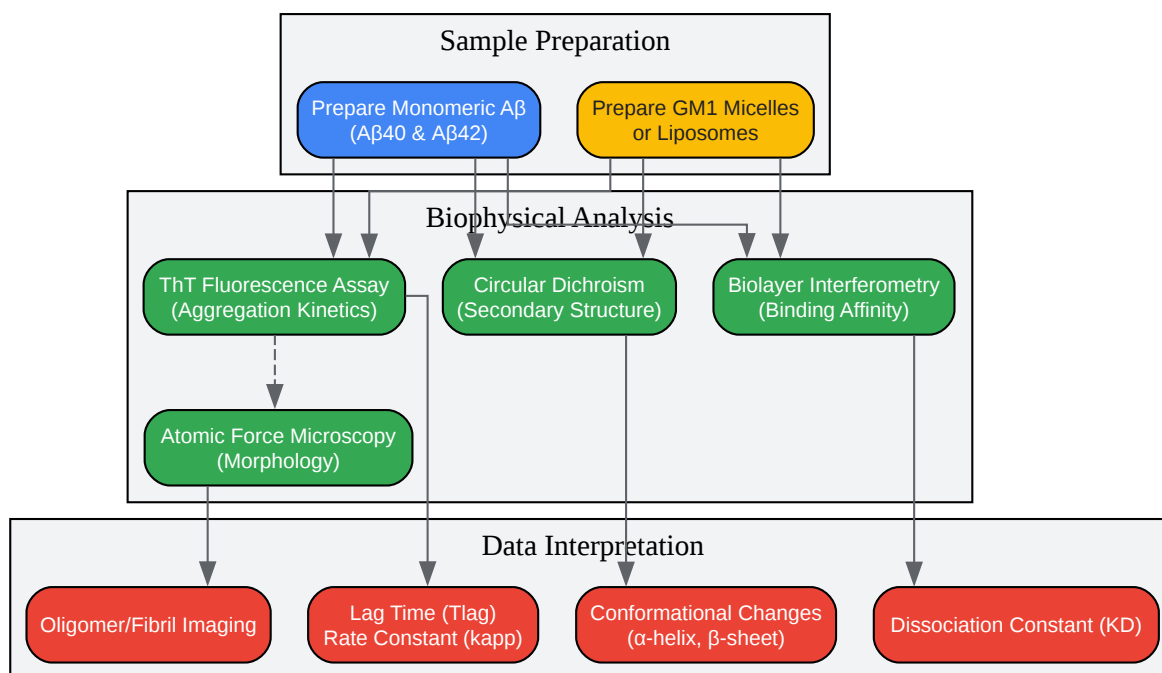 Sample Preparation
Prepare Monomeric Aβ
(Aβ40 & Aβ42)
Prepare GM1 Micelles
or Liposomes
Biophysical Analysis
ThT Fluorescence Assay
(Aggregation Kinetics)
Circular Dichroism
(Secondary Structure)
Biolayer Interferometry
(Binding Affinity)
Atomic Force Microscopy
(Morphology)
Data Interpretation
Oligomer/Fibril Imaging
Lag Time (Tlag)
Rate Constant (kapp)
Conformational Changes
(α-helix, β-sheet)
Dissociation Constant (KD)